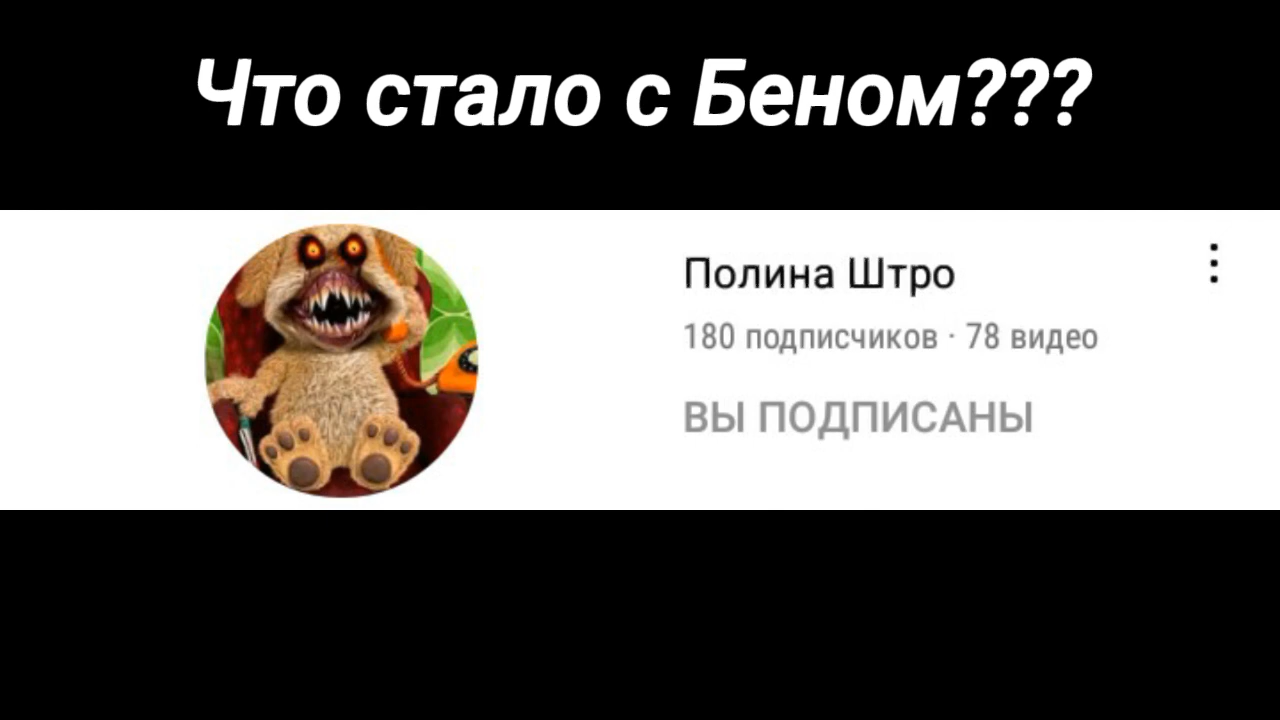 Что стало с Беном???
Полина Штро
180 подписчиков · 78 видео
ВЫ ПОДПИСАНЫ